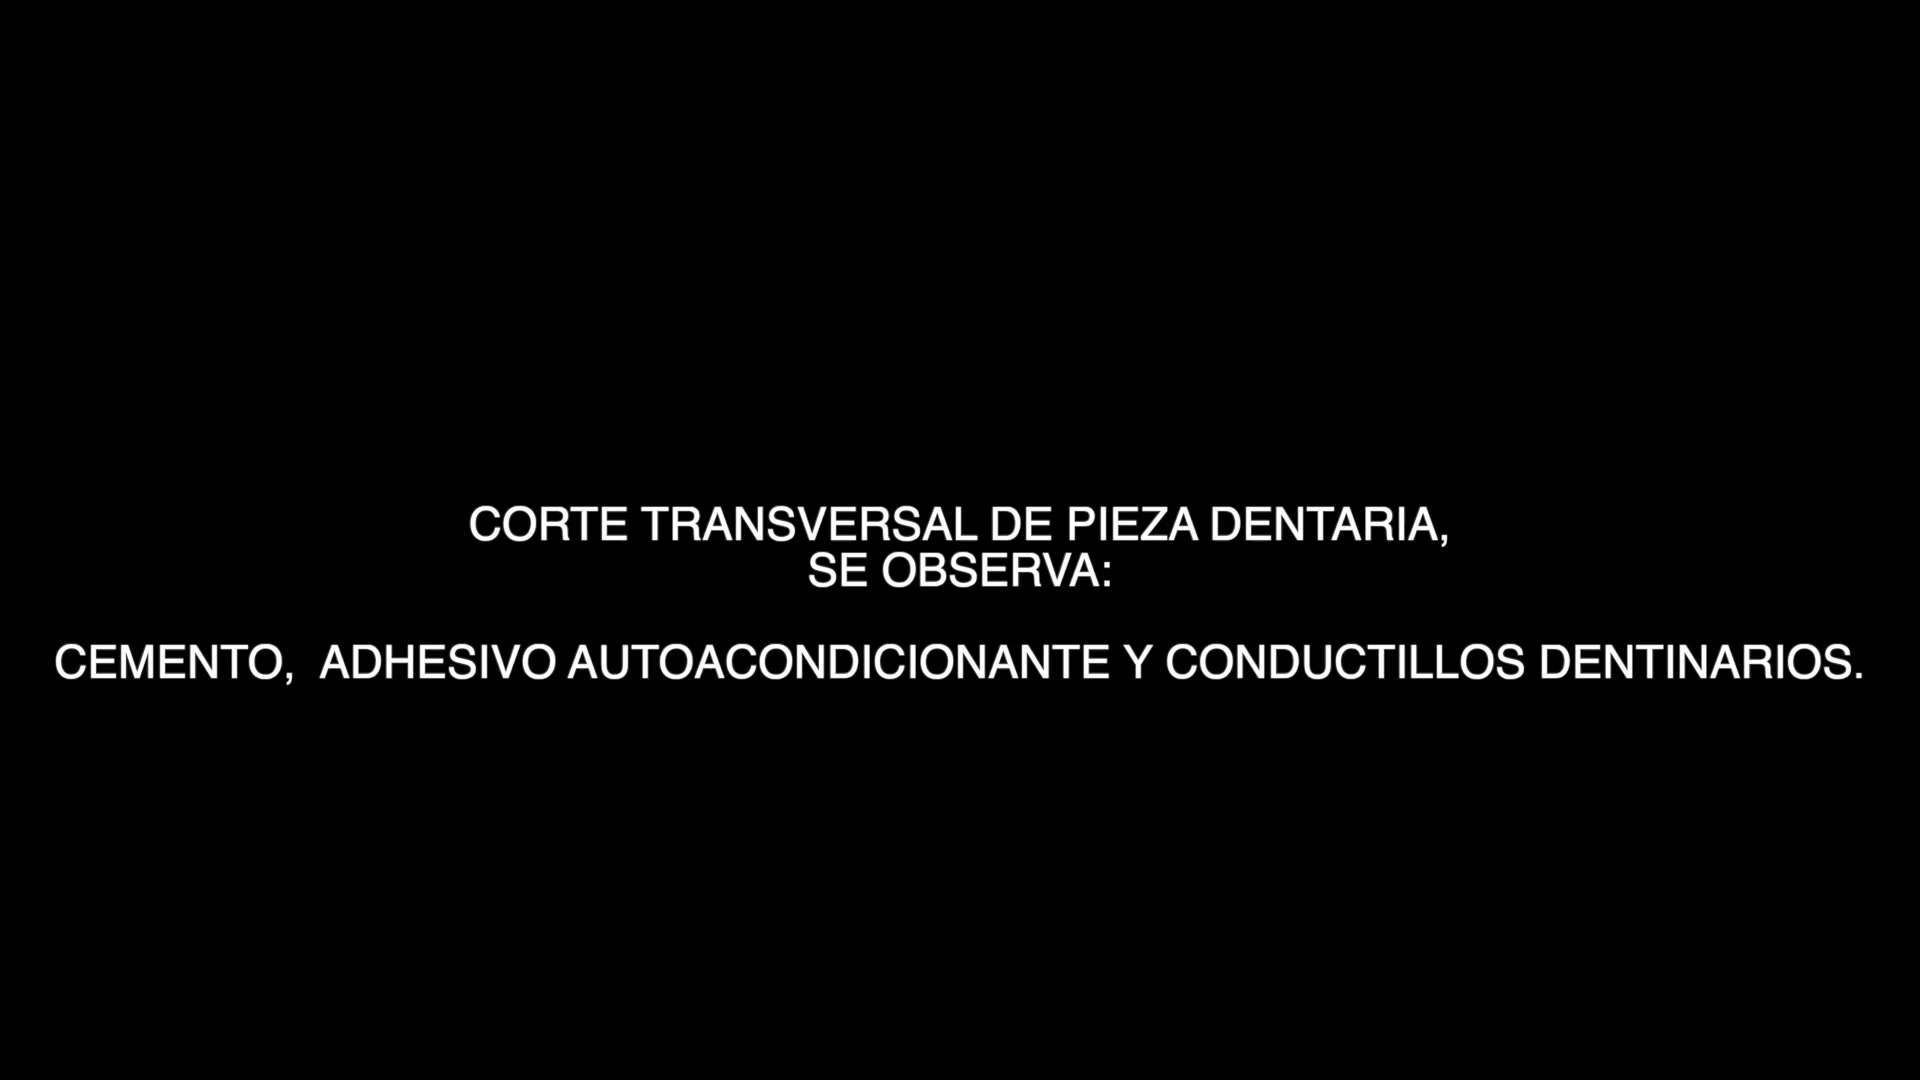 CORTE TRANSVERSAL DE PIEZA DENTARIA,
SE OBSERVA:
CEMENTO,  ADHESIVO AUTOACONDICIONANTE Y CONDUCTILLOS DENTINARIOS.